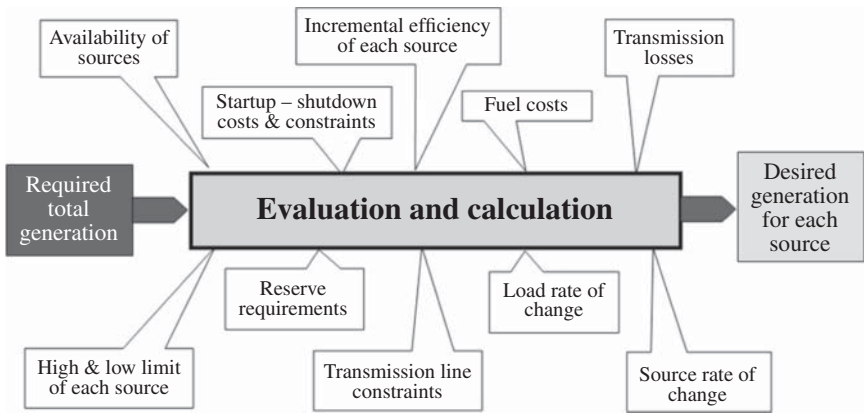 Availability of
sources
Incremental efficiency
of each source
Transmission
losses
Startup – shutdown
costs & constraints
Fuel costs
Required
total
generation
Evaluation and calculation
Desired
generation
for each
source
Reserve
requirements
Load rate of
change
High & low limit
of each source
Transmission line
constraints
Source rate of
change